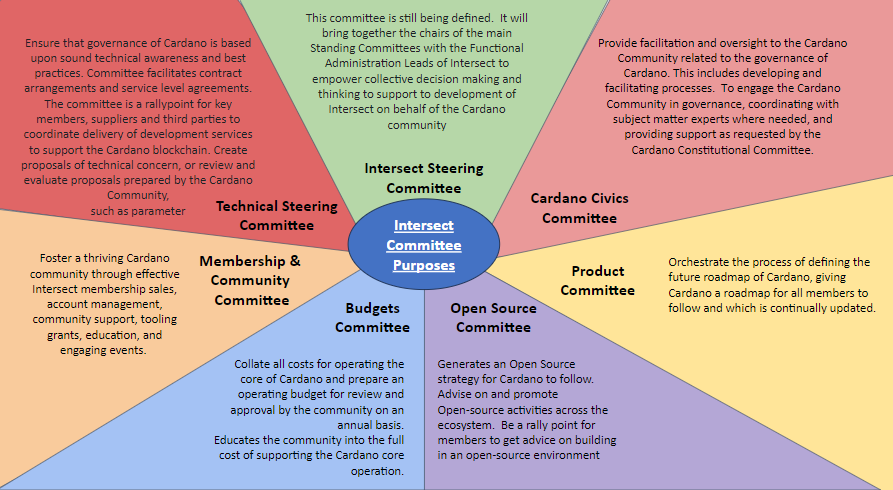 This committee is still being defined.  It will
bring together the chairs of the main
Standing Committees with the Functional
Administration Leads of Intersect to
empower collective decision making and
thinking to support to development of
Intersect on behalf of the Cardano
community
Intersect Steering
Committee
Ensure that governance of Cardano is based
upon sound technical awareness and best
practices. Committee facilitates contract
arrangements and service level agreements.
The committee is a rallypoint for key
members, suppliers and third parties to
coordinate delivery of development services
to support the Cardano blockchain. Create
proposals of technical concern, or review and
evaluate proposals prepared by the Cardano
Community,
such as parameter
Technical Steering
Committee
Provide facilitation and oversight to the Cardano
Community related to the governance of
Cardano. This includes developing and
facilitating processes.  To engage the Cardano
Community in governance, coordinating with
subject matter experts where needed, and
providing support as requested by the
Cardano Constitutional Committee.
Cardano Civics
Committee
Intersect
Committee
Purposes
Foster a thriving Cardano
community through effective
Intersect membership sales,
account management,
community support, tooling
grants, education, and
engaging events.
Membership &
Community
Committee
Product
Committee
Orchestrate the process of defining the
future roadmap of Cardano, giving
Cardano a roadmap for all members to
follow and which is continually updated.
Budgets
Committee
Collate all costs for operating the
core of Cardano and prepare an
operating budget for review and
approval by the community on an
annual basis.
Educates the community into the full
cost of supporting the Cardano core
operation.
Open Source
Committee
Generates an Open Source
strategy for Cardano to follow.
Advise on and promote
Open-source activities across the
ecosystem.  Be a rally point for
members to get advice on building
in an open-source environment